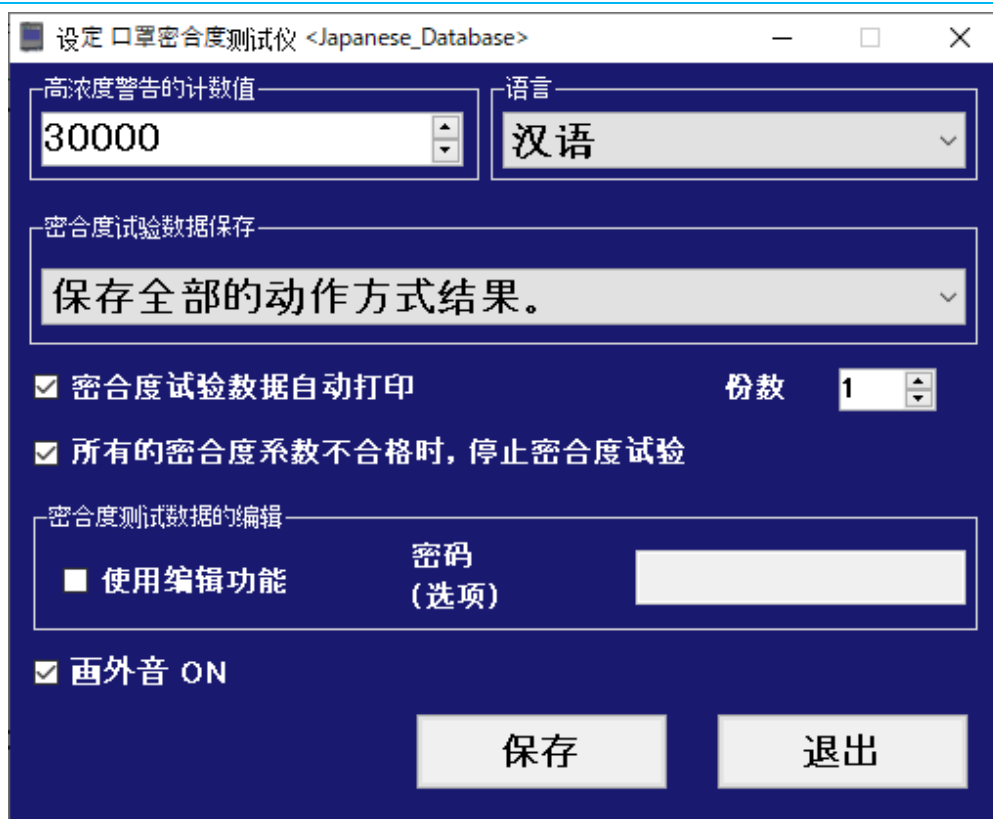 设定 口罩密合度测试仪 <Japanese_Database>
高浓度警告的计数值
语言
30000
汉语
密合度试验数据保存
保存全部的动作方式结果。
密合度试验数据自动打印
份数
1
所有的密合度系数不合格时, 停止密合度试验
密合度测试数据的编辑
使用编辑功能
密码
(选项)
画外音 ON
保存
退出